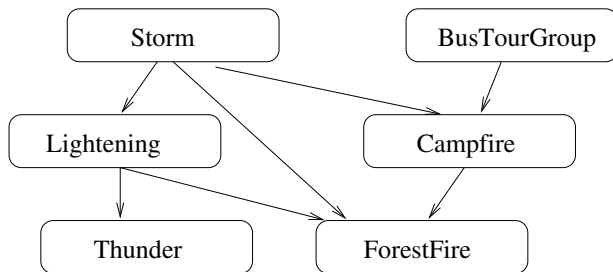 Storm
BusTourGroup
Lightening
Campfire
Thunder
ForestFire